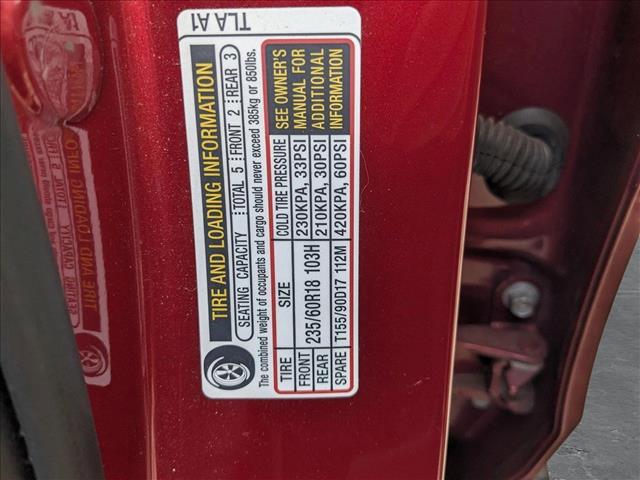 TLA A1
TIRE AND LOADING INFORMATION
SEATING CAPACITY TOTAL 5 FRONT 2 REAR 3
The combined weight of occupants and cargo should never exceed 385kg or 850lbs.
TIRE SIZE COLD TIRE PRESSURE
FRONT 235/60R18 103H 230KPA, 33PSI
REAR 210KPA, 30PSI
SPARE T155/90D17 112M 420KPA, 60PSI
SEE OWNER'S
MANUAL FOR
ADDITIONAL
INFORMATION